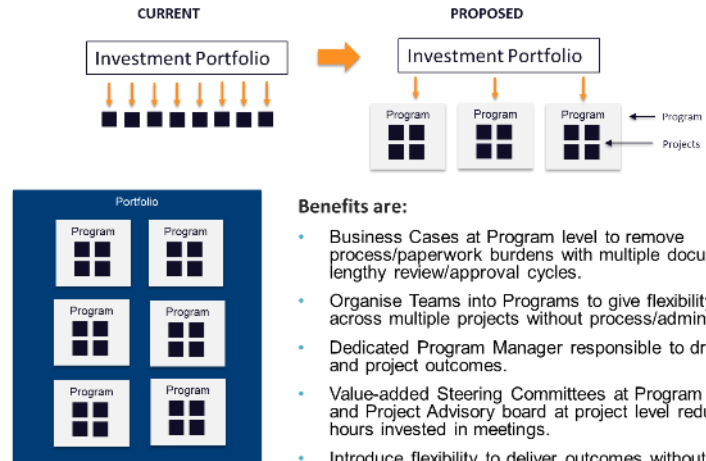 CURRENT
PROPOSED
Investment Portfolio
Investment Portfolio
Program
Program
Program
Program
Projects
Portfolio
Program
Program
Program
Program
Program
Program
Benefits are:
• Business Cases at Program level to remove
process/paperwork burdens with multiple docu
lengthy review/approval cycles.
• Organise Teams into Programs to give flexibility
across multiple projects without process/admin
• Dedicated Program Manager responsible to dr
and project outcomes.
• Value-added Steering Committees at Program
and Project Advisory board at project level redu
hours invested in meetings.
• Introduce flexibility to deliver outcomes without